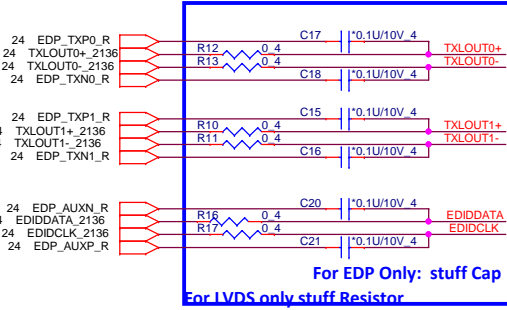 C17 *0.1U/10V_4
24 EDP_TXP0_R
24 TXLOUT0+_2136 R12 0_4 TXLOUT0+
24 TXLOUT0-_2136 R13 0_4 TXLOUT0-
24 EDP_TXN0_R C18 *0.1U/10V_4
C15 *0.1U/10V_4
24 EDP_TXP1_R
TXLOUT1+_2136 R10 0_4 TXLOUT1+
TXLOUT1-_2136 R11 0_4 TXLOUT1-
24 EDP_TXN1_R C16 *0.1U/10V_4
C20 *0.1U/10V_4
24 EDP_AUXN_R
EDIDDATA_2136 R16 0_4 EDIDDATA
24 EDIDCLK_2136 R17 0_4 EDIDCLK
24 EDP_AUXP_R C21 *0.1U/10V_4
For EDP Only: stuff Cap
For LVDS only stuff Resistor